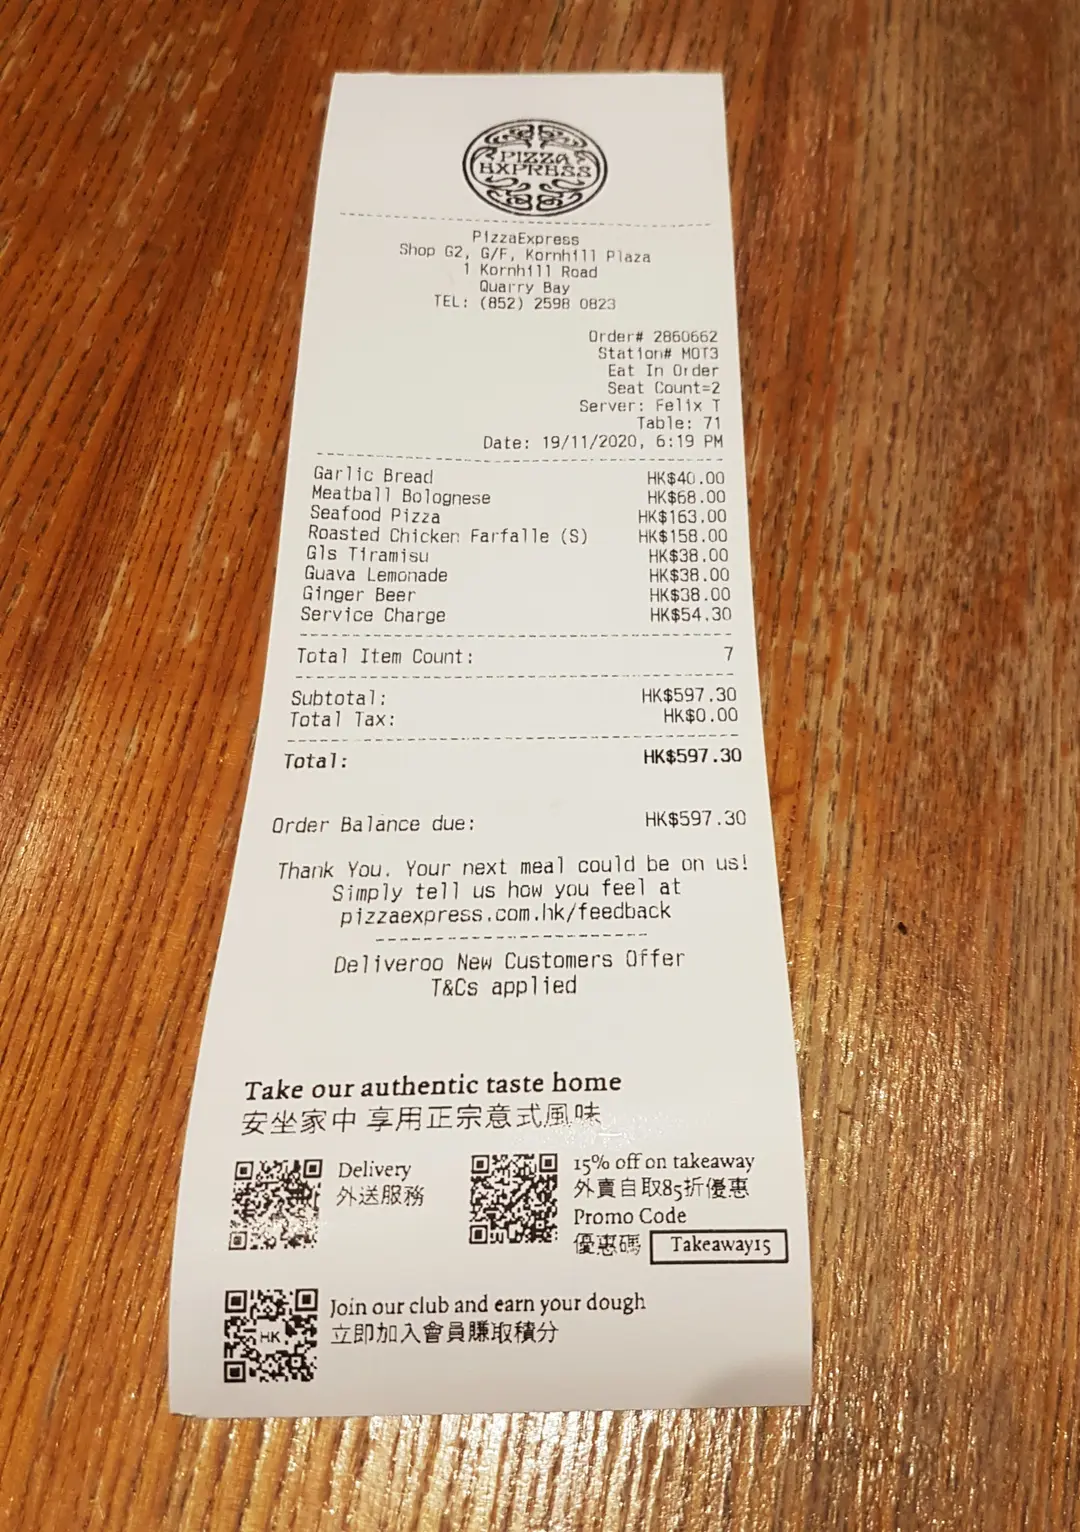 PIZZA
EXPRESS
PizzaExpress
Shop G2, G/F, Kornhill Plaza
1 Kornhill Road
Quarry Bay
TEL: (852) 2598 0823
Order# 2860662
Station# MOT3
Eat In Order
Seat Count=2
Server: Felix T
Table: 71
Date: 19/11/2020, 6:19 PM
Garlic Bread HK$40.00
Meatball Bolognese HK$68.00
Seafood Pizza HK$163.00
Roasted Chicken Farfalle (S) HK$158.00
Gls Tiramisu HK$38.00
Guava Lemonade HK$38.00
Ginger Beer HK$38.00
Service Charge HK$54.30
Total Item Count: 7
Subtotal: HK$597.30
Total Tax: HK$0.00
Total: HK$597.30
Order Balance due: HK$597.30
Thank You. Your next meal could be on us!
Simply tell us how you feel at
pizzaexpress.com.hk/feedback
Deliveroo New Customers Offer
T&Cs applied
Take our authentic taste home
安坐家中 享用正宗意式風味
Delivery
外送服務
15% off on takeaway
外賣自取85折優惠
Promo Code
優惠碼 Takeaway15
HK
Join our club and earn your dough
立即加入會員賺取積分